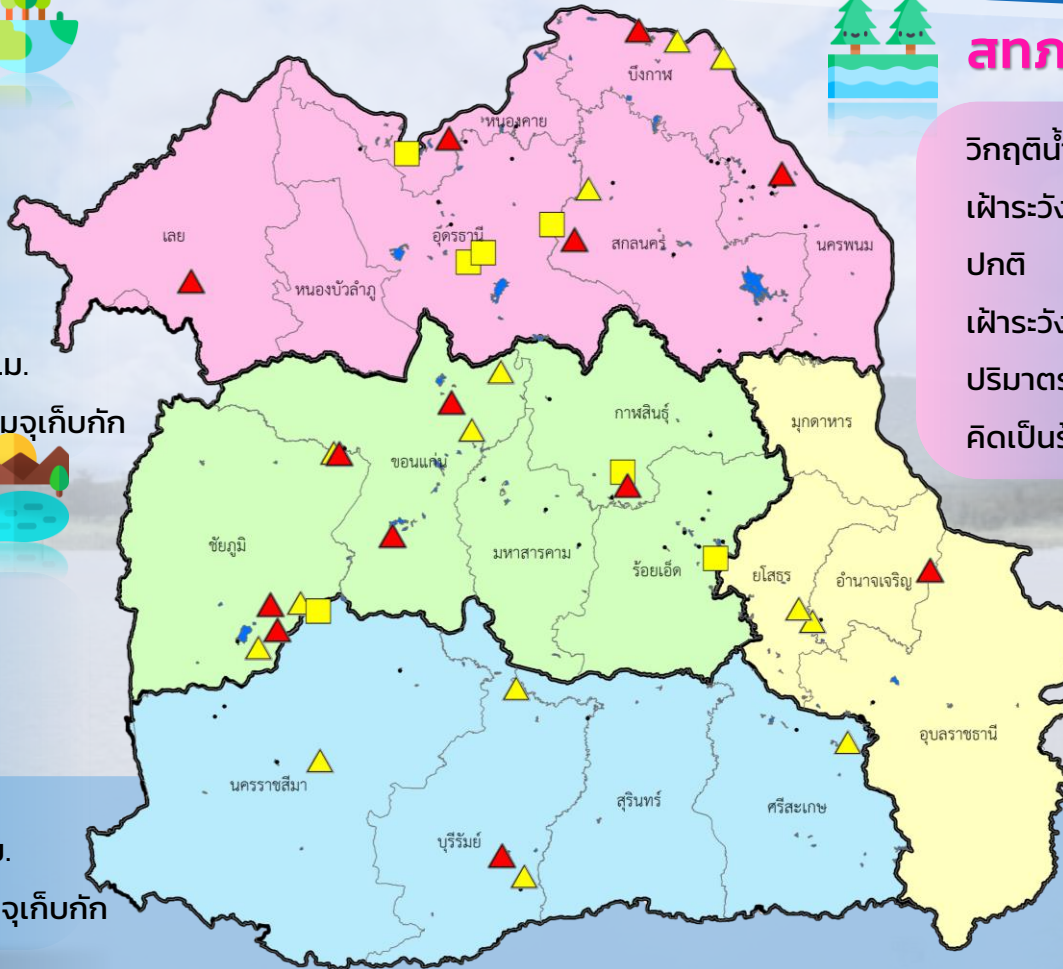 สทภ
วิกฤติน้
เฝ้าระวัง
ปกติ
เฝ้าระวัง
ปริมาตร
คิดเป็นร้
.ม.
มจุเก็บกัก
ม.
จุเก็บกัก
บึงกาฬ
หนองคาย
เลย
อุดรธานี
สกลนคร
นครพนม
หนองบัวลำภู
กาฬสินธุ์
มุกดาหาร
ขอนแก่น
ชัยภูมิ
มหาสารคาม
ร้อยเอ็ด
ยโสธร
อำนาจเจริญ
อุบลราชธานี
นครราชสีมา
สุรินทร์
ศรีสะเกษ
บุรีรัมย์